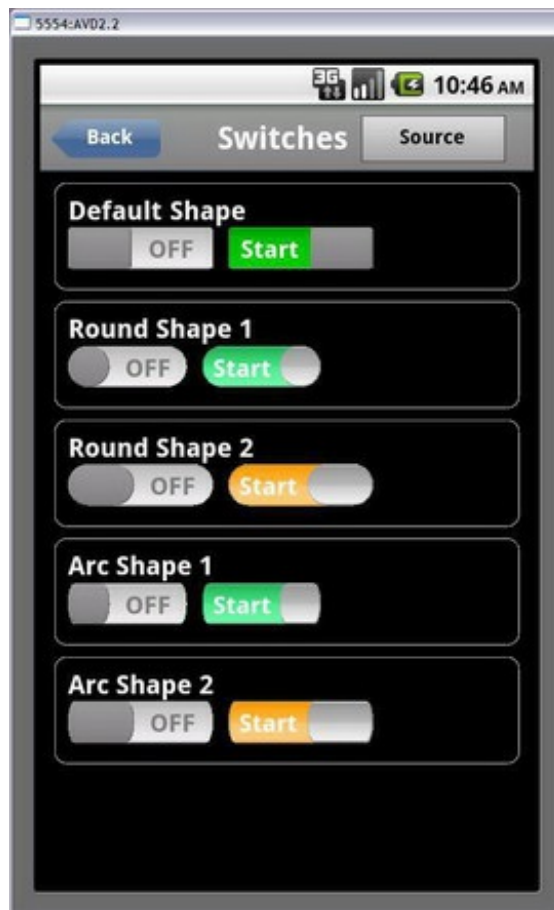 5554:AVD2.2
3G 10:46 AM
Back Switches Source
Default Shape
OFF Start
Round Shape 1
OFF Start
Round Shape 2
OFF Start
Arc Shape 1
OFF Start
Arc Shape 2
OFF Start